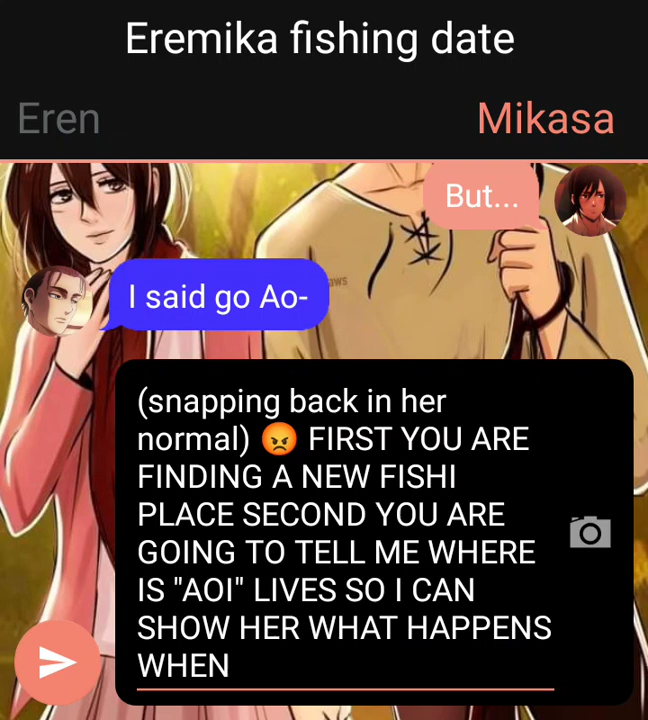 Eremika fishing date
Eren
Mikasa
But...
I said go Ao-
(snapping back in her
normal) 😡 FIRST YOU ARE
FINDING A NEW FISHI
PLACE SECOND YOU ARE
GOING TO TELL ME WHERE
IS "AOI" LIVES SO I CAN
SHOW HER WHAT HAPPENS
WHEN